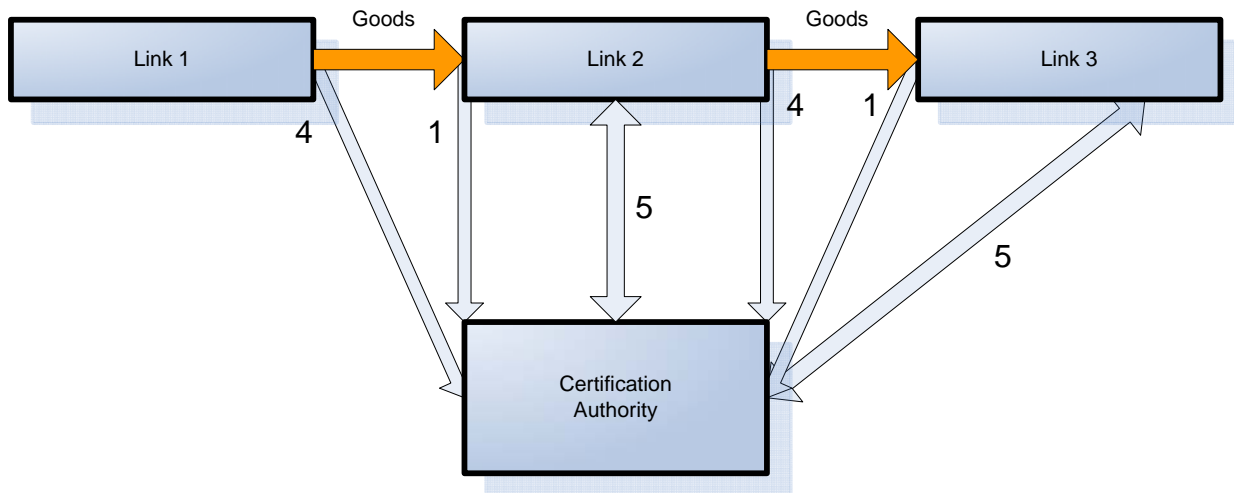 Goods
Goods
Link 1
Link 2
Link 3
4
1
4
1
5
5
Certification
Authority